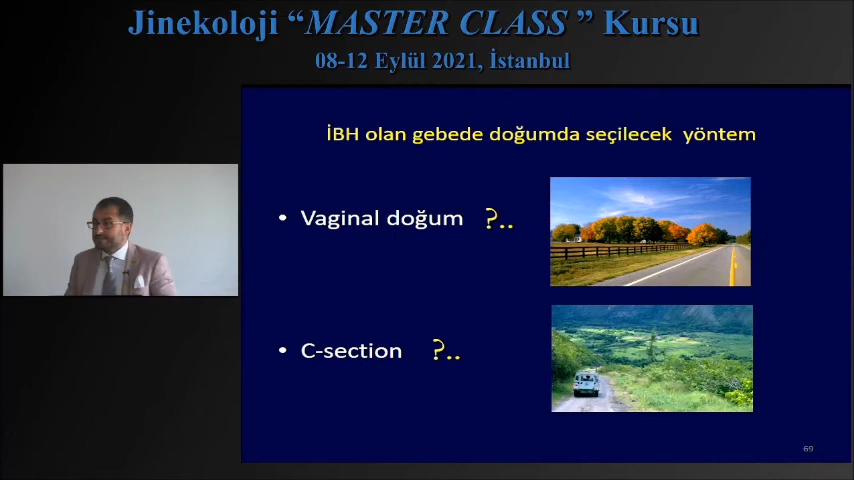 Jinekoloji “MASTER CLASS ” Kursu
08-12 Eylül 2021, İstanbul
İBH olan gebede doğumda seçilecek yöntem
• Vaginal doğum ?..
• C-section ?..
69